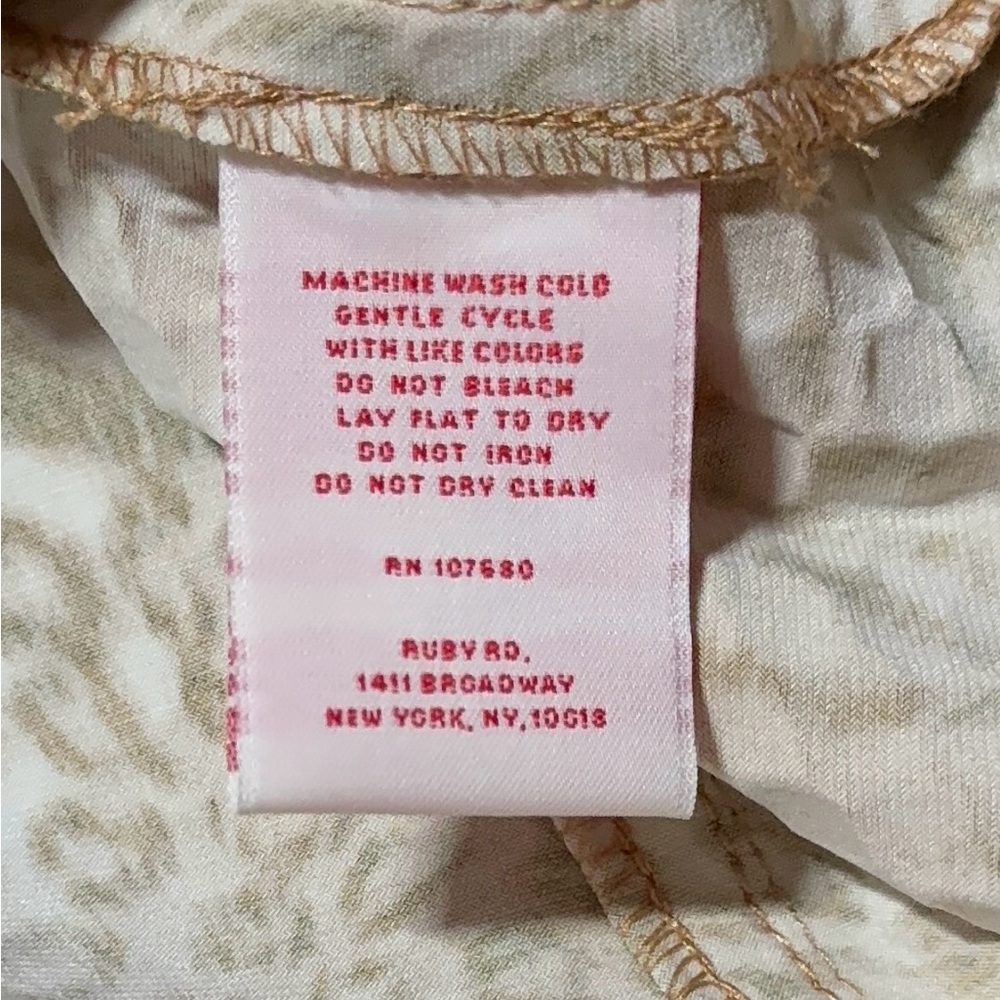 MACHINE WASH COLD
GENTLE CYCLE
WITH LIKE COLORS
DO NOT BLEACH
LAY FLAT TO DRY
DO NOT IRON
DO NOT DRY CLEAN
RN 107680
RUBY RD,
1411 BROADWAY
NEW YORK, NY, 10018